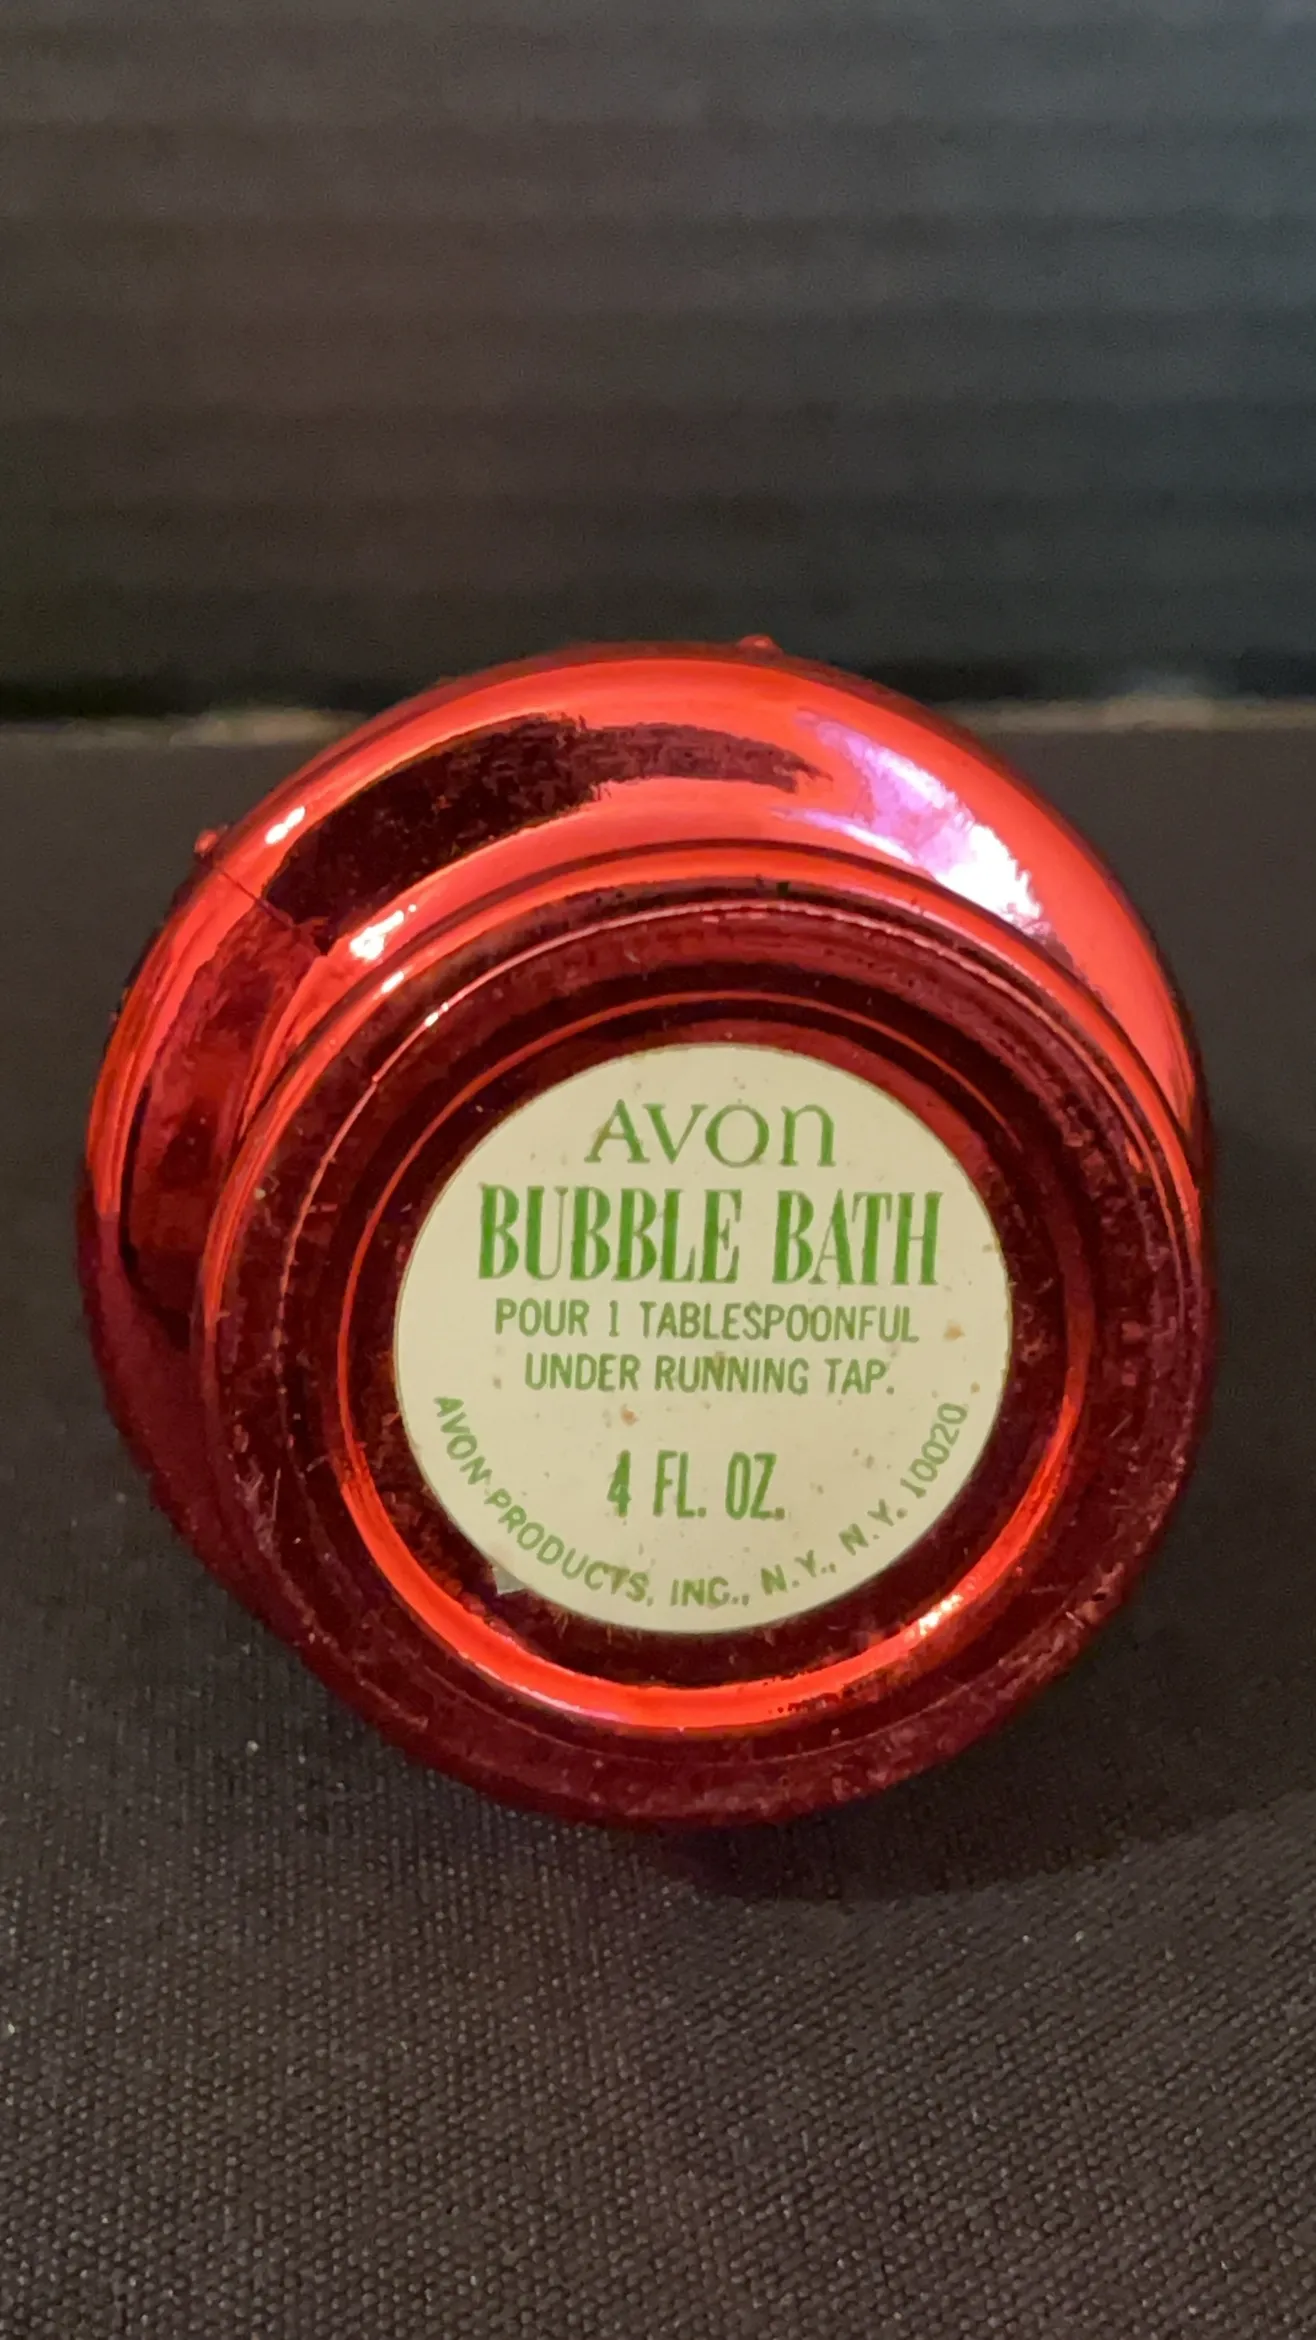 AVON
BUBBLE BATH
POUR 1 TABLESPOONFUL
UNDER RUNNING TAP.
4 FL. OZ.
AVON PRODUCTS, INC., N.Y., N.Y. 10020